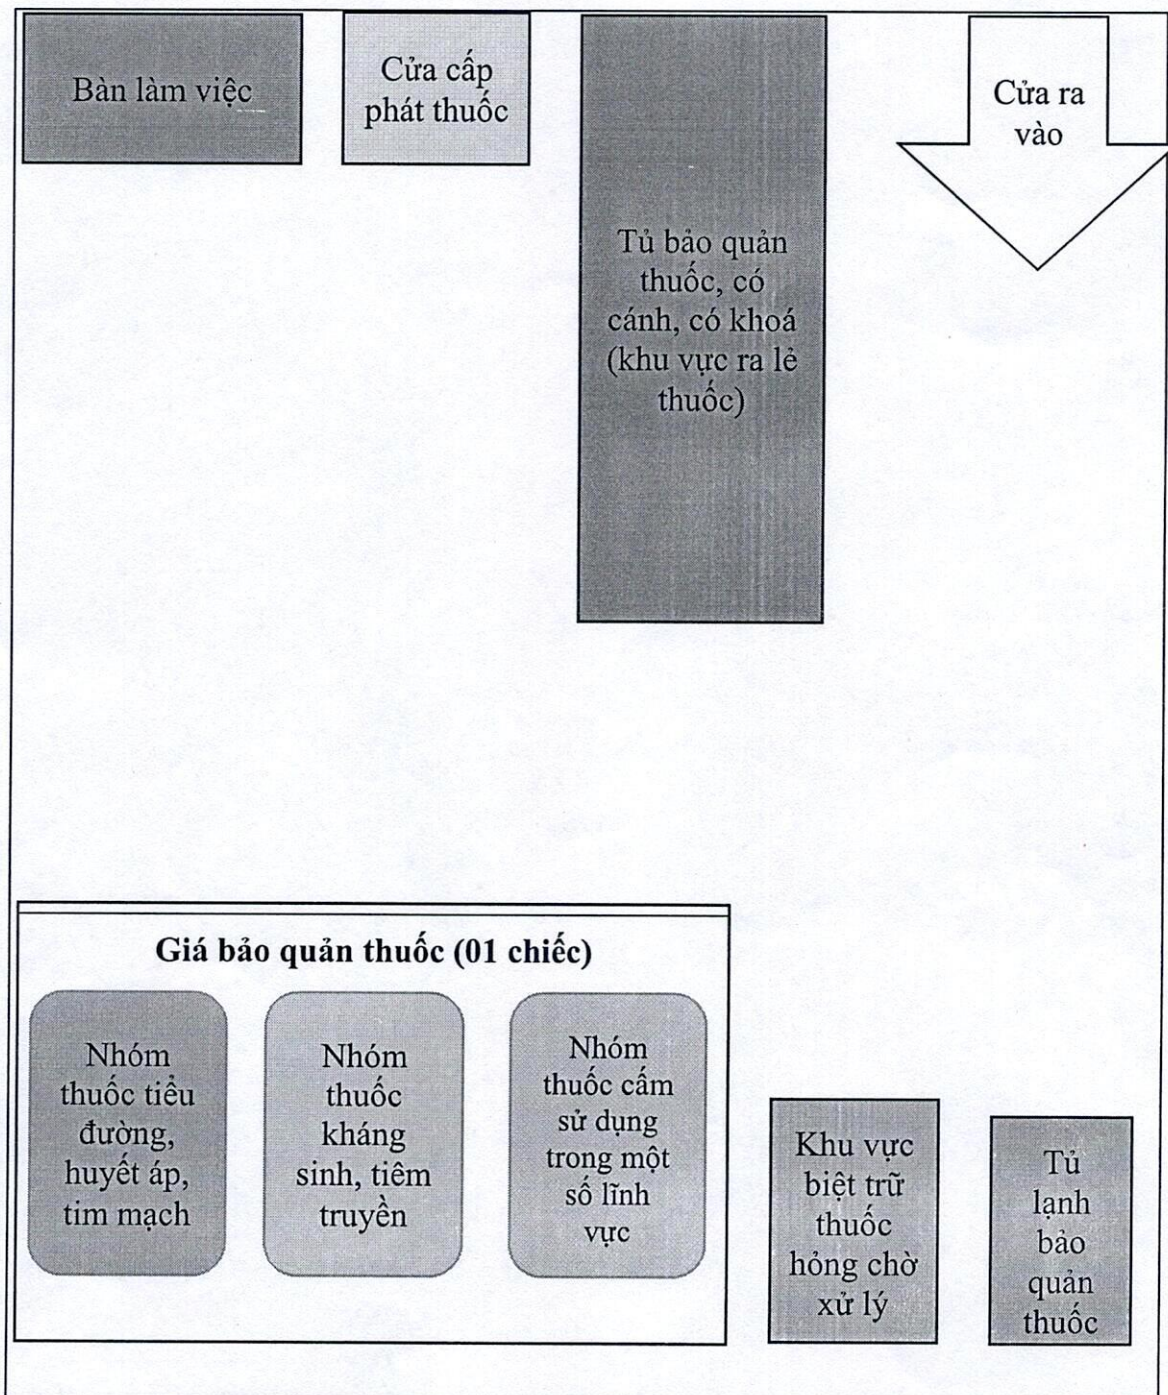 Bàn làm việc
Cửa cấp
phát thuốc
Tủ bảo quản
thuốc, có
cánh, có khoá
(khu vực ra lẻ
thuốc)
Cửa ra
vào
Giá bảo quản thuốc (01 chiếc)
Nhóm
thuốc tiểu
đường,
huyết áp,
tim mạch
Nhóm
thuốc
kháng
sinh, tiêm
truyền
Nhóm
thuốc cấm
sử dụng
trong một
số lĩnh
vực
Khu vực
biệt trữ
thuốc
hỏng chờ
xử lý
Tủ
lạnh
bảo
quản
thuốc